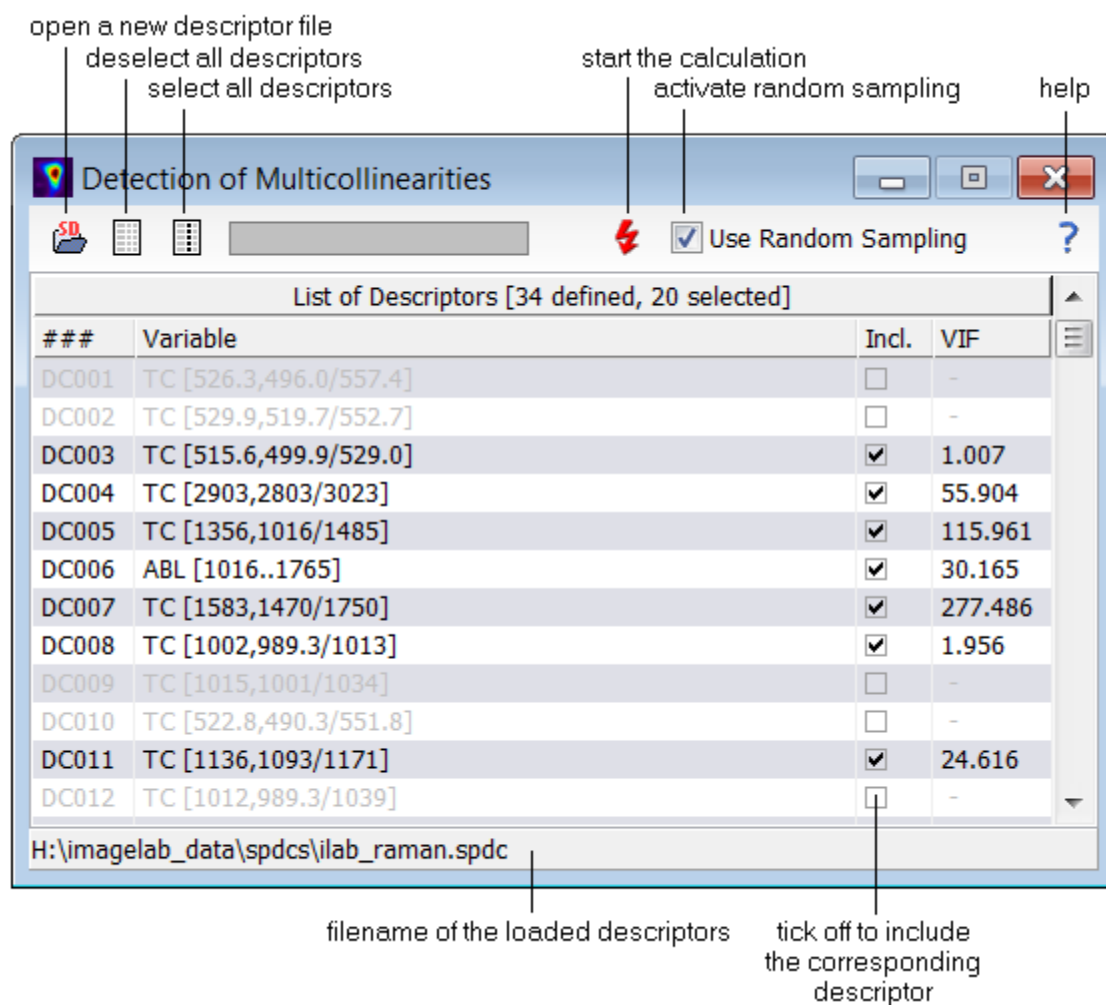 open a new descriptor file
deselect all descriptors
select all descriptors
start the calculation
activate random sampling
help
Detection of Multicollinearities
SD
Use Random Sampling
?
List of Descriptors [34 defined, 20 selected]
### Variable Incl. VIF
DC001 TC [526.3,496.0/557.4] -
DC002 TC [529.9,519.7/552.7] -
DC003 TC [515.6,499.9/529.0] 1.007
DC004 TC [2903,2803/3023] 55.904
DC005 TC [1356,1016/1485] 115.961
DC006 ABL [1016..1765] 30.165
DC007 TC [1583,1470/1750] 277.486
DC008 TC [1002,989.3/1013] 1.956
DC009 TC [1015,1001/1034] -
DC010 TC [522.8,490.3/551.8] -
DC011 TC [1136,1093/1171] 24.616
DC012 TC [1012,989.3/1039] -
H:\imagelab_data\spdcs\ilab_raman.spdc
filename of the loaded descriptors
tick off to include
the corresponding
descriptor